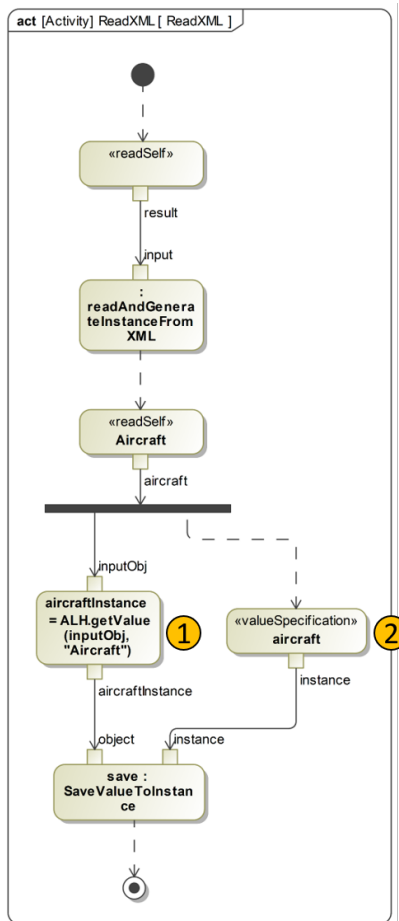 act [Activity] ReadXML [ ReadXML ]
«readSelf»
result
input
:
readAndGenera
teInstanceFrom
XML
«readSelf»
Aircraft
aircraft
inputObj
aircraftInstance
= ALH.getValue
(inputObj,
"Aircraft")
1
«valueSpecification»
aircraft
2
aircraftInstance
instance
object
instance
save :
SaveValueToInstan
ce